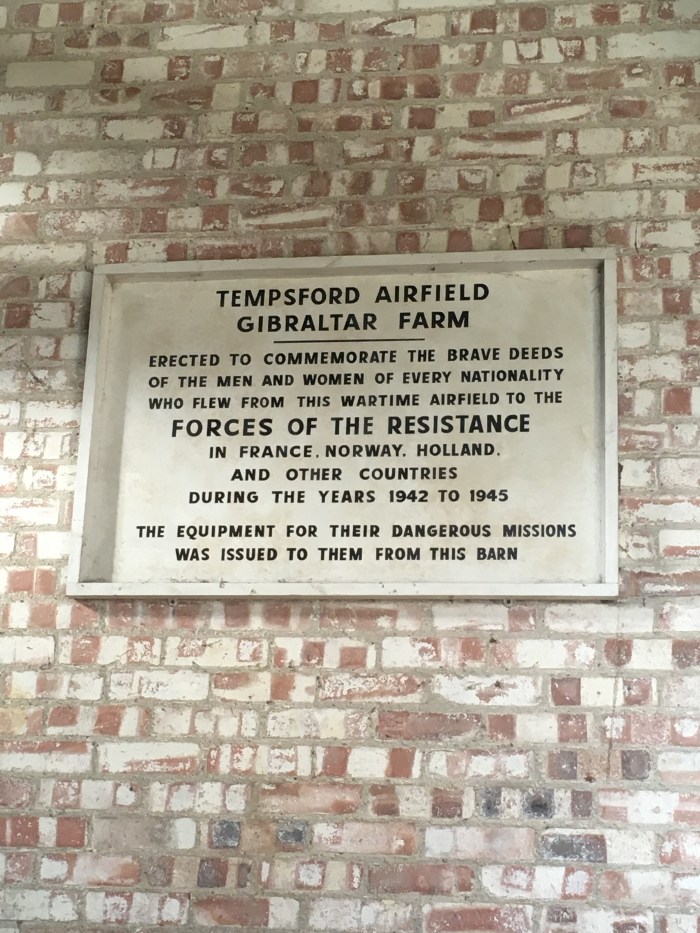 TEMPSFORD AIRFIELD
GIBRALTAR FARM
ERECTED TO COMMEMORATE THE BRAVE DEEDS
OF THE MEN AND WOMEN OF EVERY NATIONALITY
WHO FLEW FROM THIS WARTIME AIRFIELD TO THE
FORCES OF THE RESISTANCE
IN FRANCE, NORWAY, HOLLAND,
AND OTHER COUNTRIES
DURING THE YEARS 1942 TO 1945
THE EQUIPMENT FOR THEIR DANGEROUS MISSIONS
WAS ISSUED TO THEM FROM THIS BARN